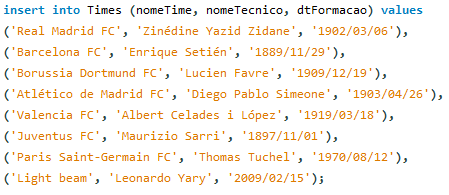 insert into Times (nomeTime, nomeTecnico, dtFormacao) values
('Real Madrid FC', 'Zinédine Yazid Zidane', '1902/03/06'),
('Barcelona FC', 'Enrique Setién', '1889/11/29'),
('Borussia Dortmund FC', 'Lucien Favre', '1909/12/19'),
('Atlético de Madrid FC', 'Diego Pablo Simeone', '1903/04/26'),
('Valencia FC', 'Albert Celades i López', '1919/03/18'),
('Juventus FC', 'Maurizio Sarri', '1897/11/01'),
('Paris Saint-Germain FC', 'Thomas Tuchel', '1970/08/12'),
('Light beam', 'Leonardo Yary', '2009/02/15');